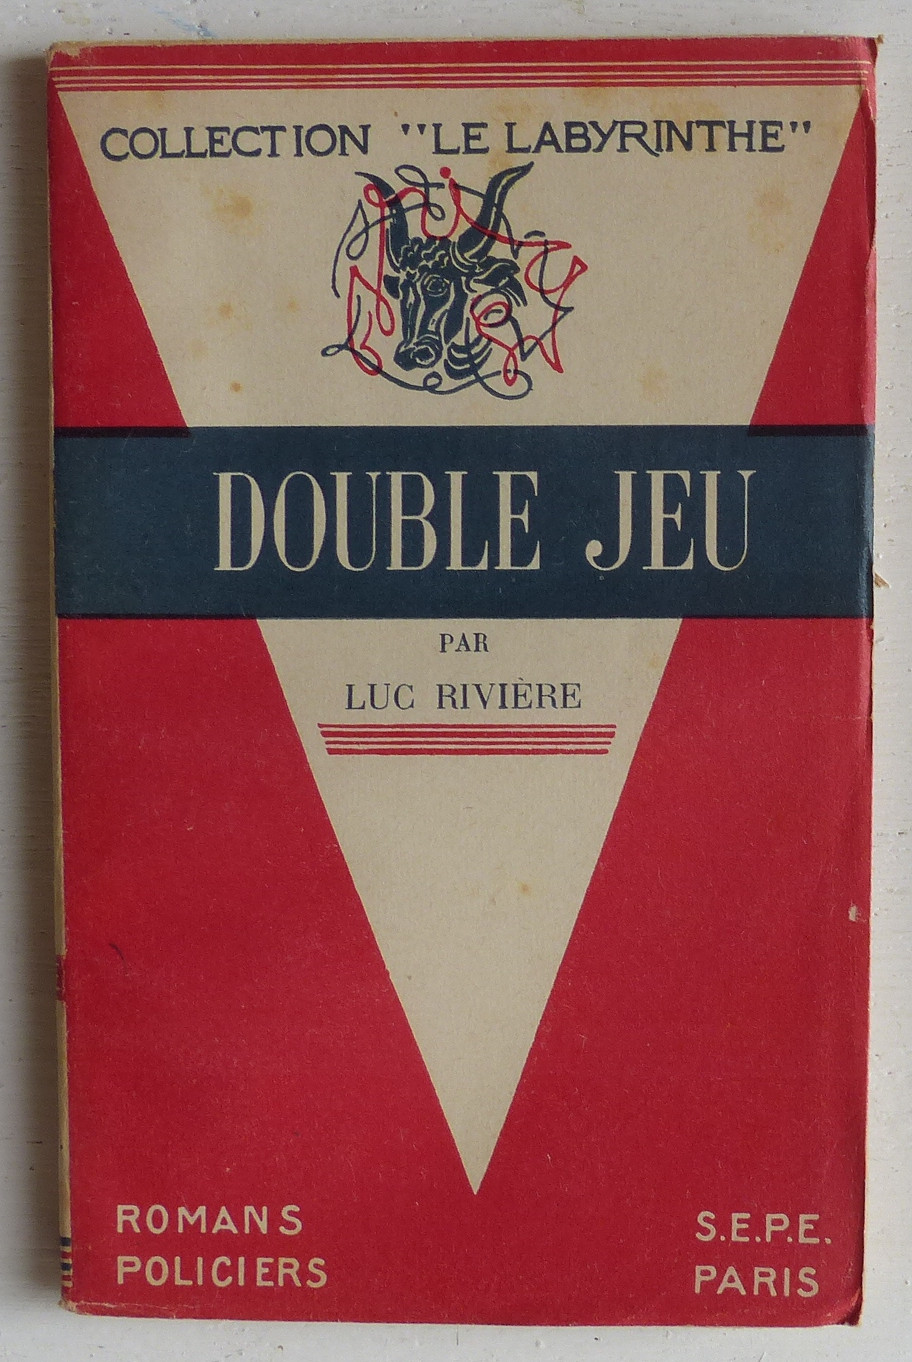 COLLECTION "LE LABYRINTHE"
DOUBLE JEU
PAR
LUC RIVIÈRE
ROMANS
POLICIERS
S.E.P.E.
PARIS